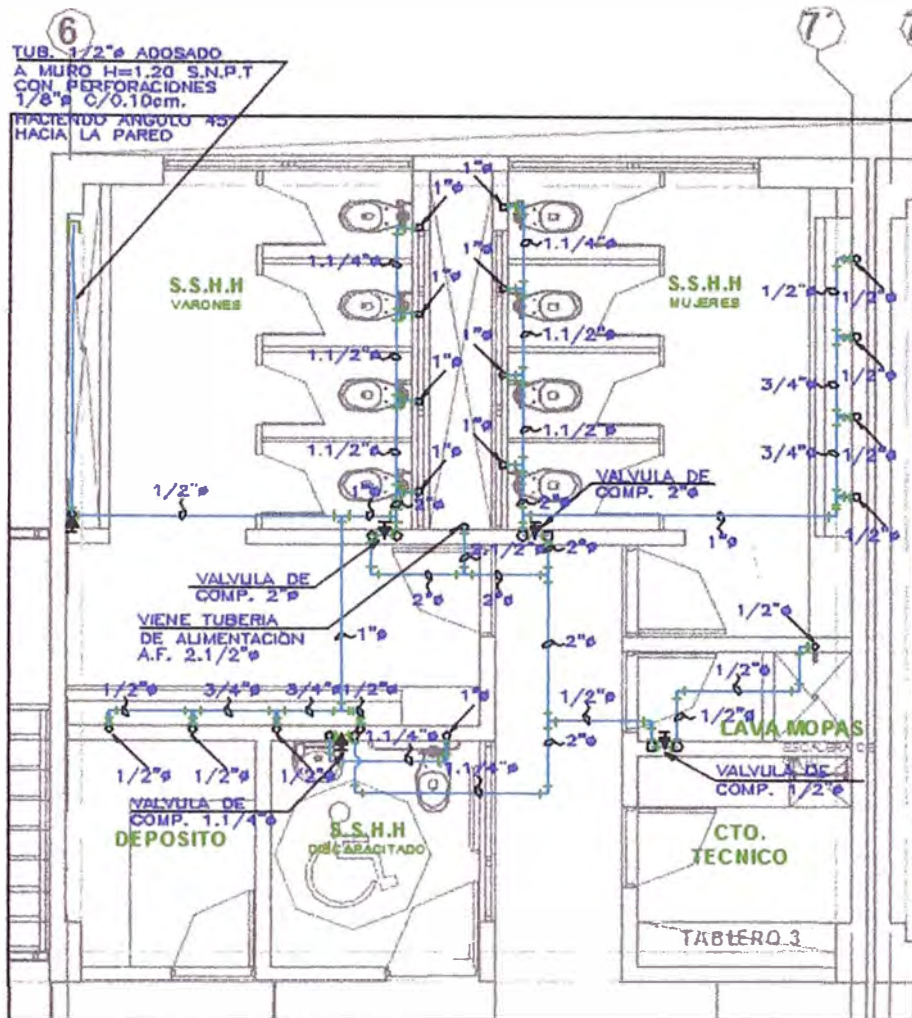 6
7'
TUB. 1/2"ø ADOSADO
A MURO H=1.20 S.N.P.T
CON PERFORACIONES
1/8"ø C/0.10cm.
HACIENDO ANGULO 45°
HACIA LA PARED
1"ø
1"ø
1"ø
1.1/4"ø
1.1/4"ø
1"ø
1"ø
S.S.H.H
VARONES
S.S.H.H
MUJERES
1/2"ø
1/2"ø
1.1/2"ø
1.1/2"ø
1"ø
1"ø
3/4"ø
1/2"ø
1.1/2"ø
1.1/2"ø
1"ø
1"ø
3/4"ø
1/2"ø
1/2"ø
1"ø
2"ø
2"ø
VALVULA DE
COMP. 2"ø
1"ø
1/2"ø
2.1/2"ø
2"ø
VALVULA DE
COMP. 2"ø
2"ø
2"ø
VIENE TUBERIA
DE ALIMENTACION
A.F. 2.1/2"ø
1"ø
2"ø
1/2"ø
1/2"ø
3/4"ø
3/4"ø
1/2"ø
1"ø
1/2"ø
1/2"ø
1/2"ø
LAVA MOPAS
1.1/4"ø
2"ø
1/2"ø
1/2"ø
1/2"ø
1.1/4"ø
VALVULA DE
COMP. 1/2"ø
VALVULA DE
COMP. 1.1/4"ø
DEPOSITO
S.S.H.H
DISCAPACITADO
CTO.
TECNICO
TABLERO 3